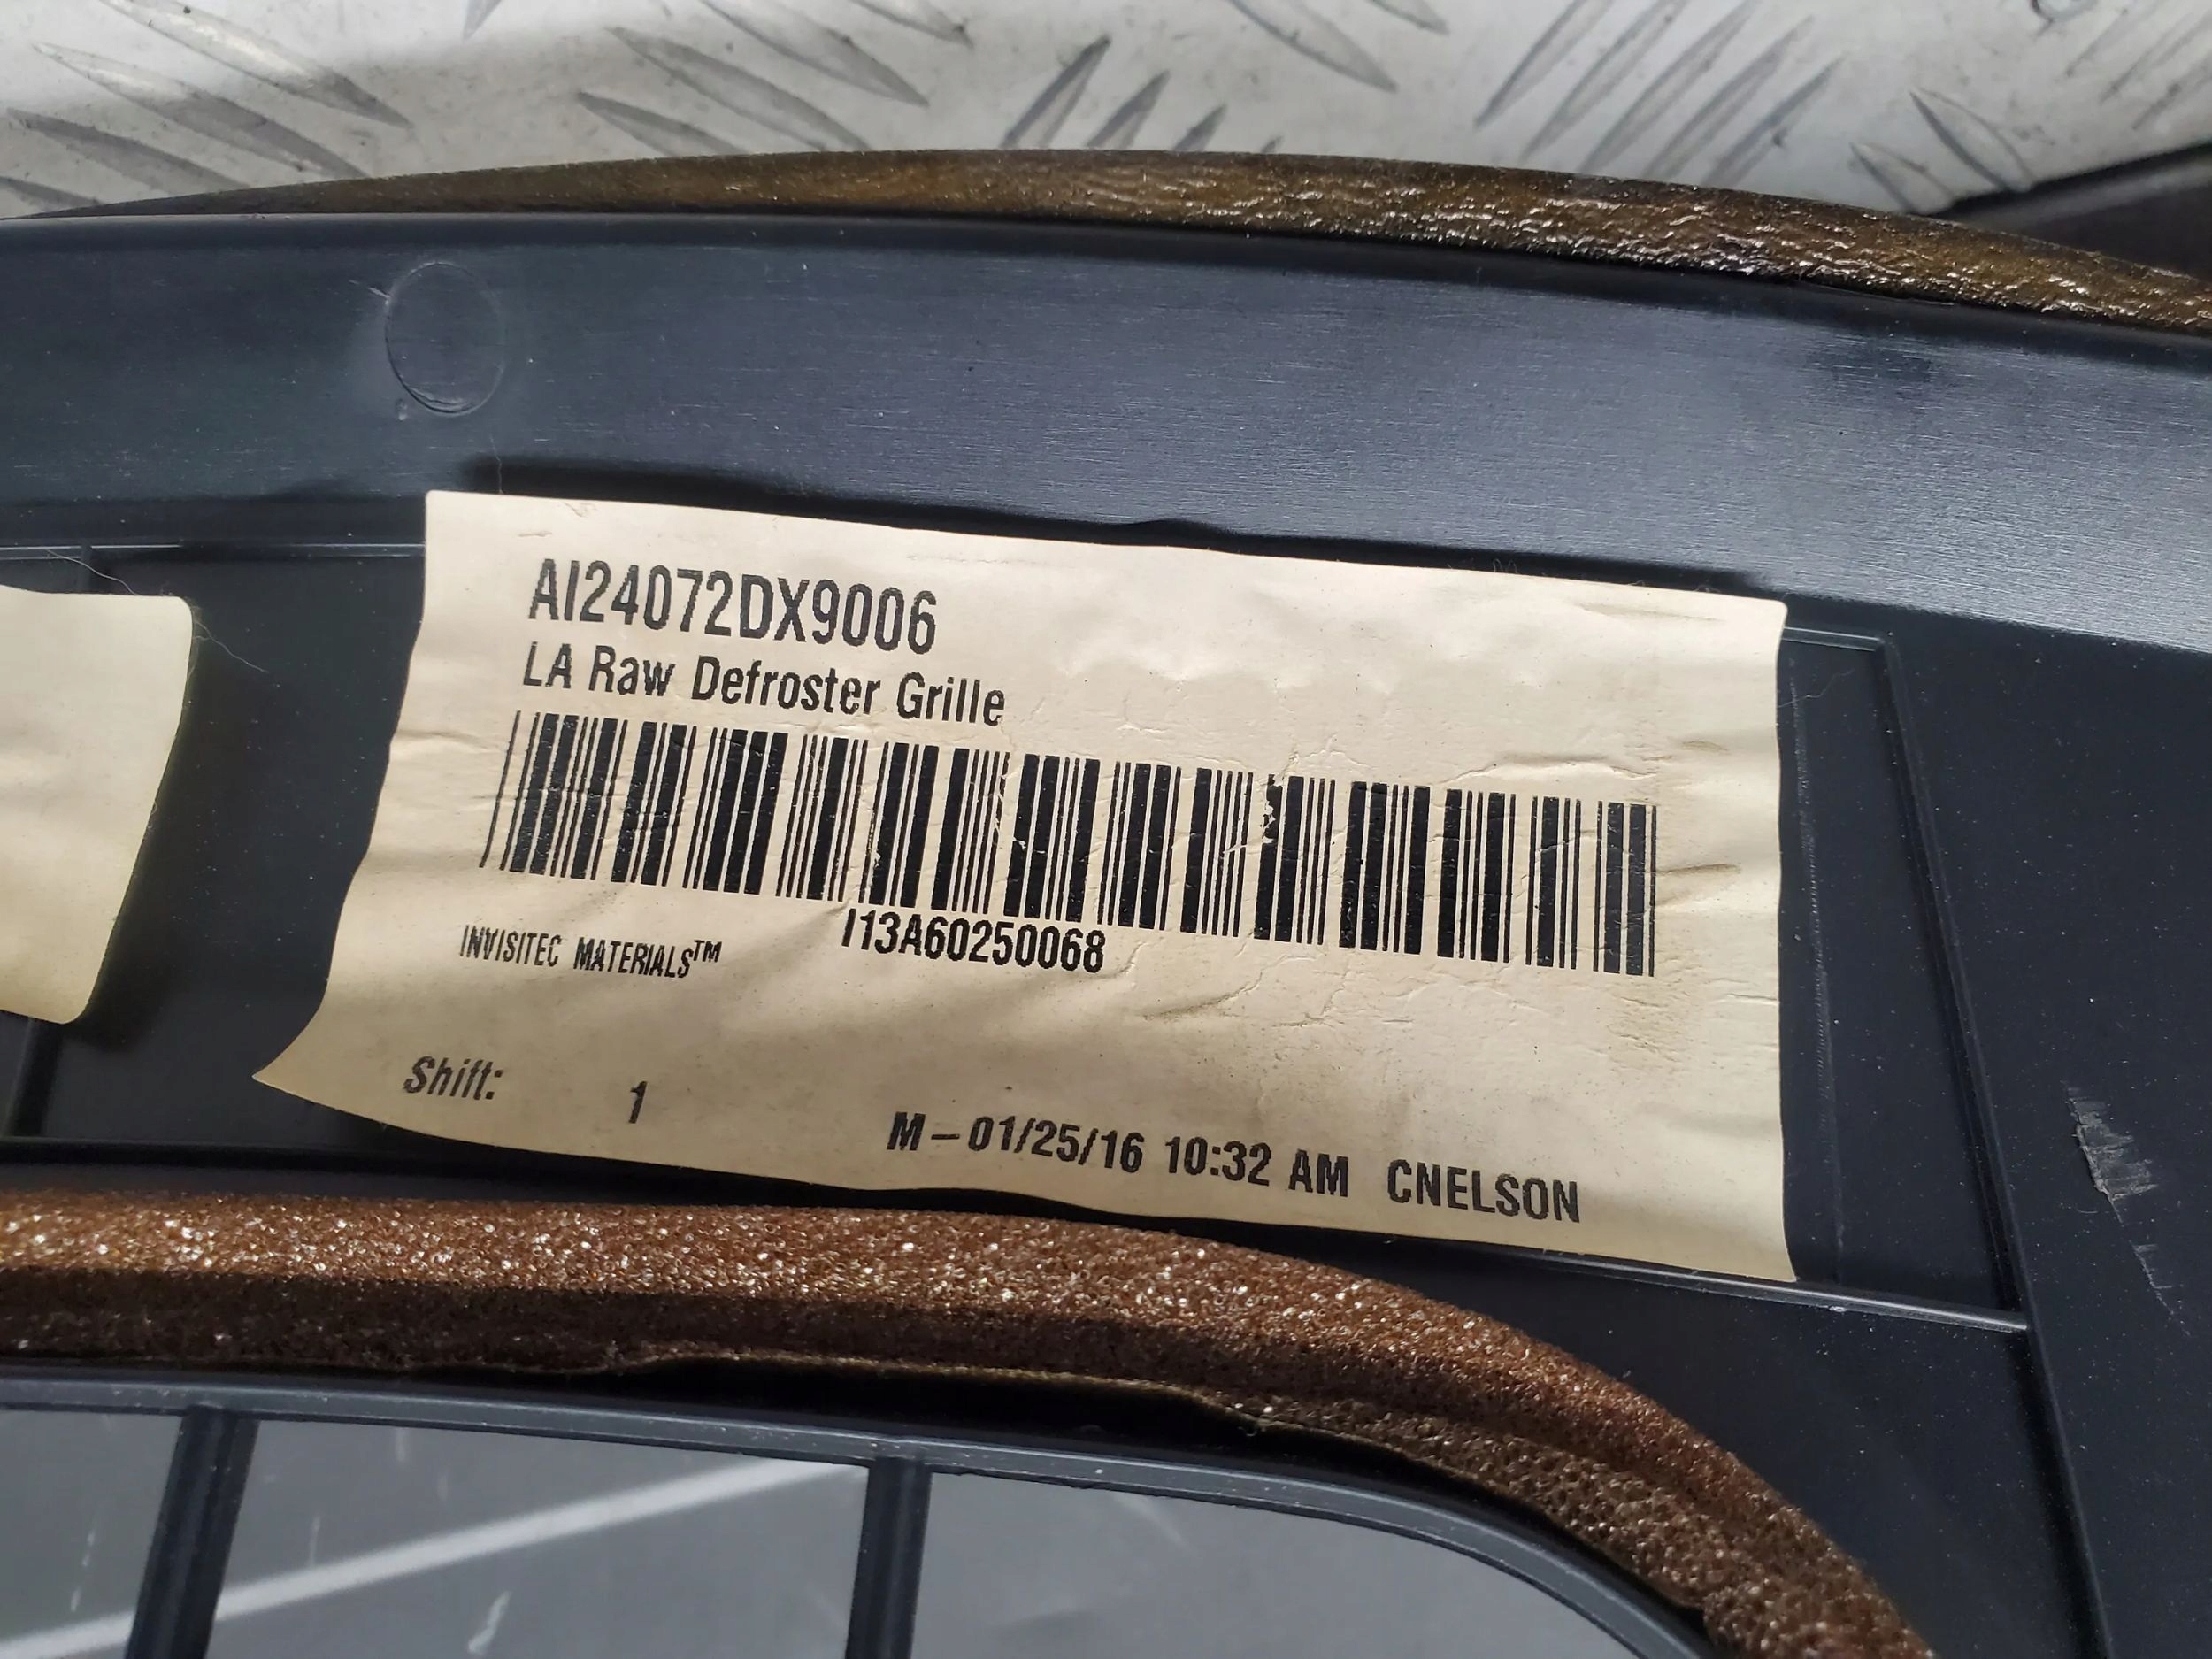 AI24072DX9006
LA Raw Defroster Grille
I13A60250068
INVISITEC MATERIALS™
Shift: 1
M-01/25/16 10:32 AM CNELSON